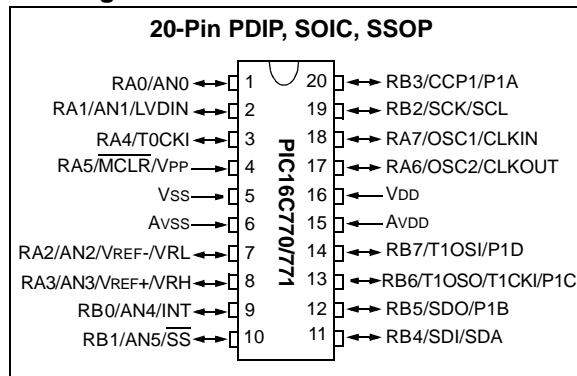 20-Pin PDIP, SOIC, SSOP
RA0/AN0 1 20 RB3/CCP1/P1A
RA1/AN1/LVDIN 2 19 RB2/SCK/SCL
RA4/T0CKI 3 18 RA7/OSC1/CLKIN
RA5/MCLR/VPP 4 17 RA6/OSC2/CLKOUT
VSS 5 16 VDD
AVSS 6 15 AVDD
RA2/AN2/VREF-/VRL 7 14 RB7/T1OSI/P1D
RA3/AN3/VREF+/VRH 8 13 RB6/T1OSO/T1CKI/P1C
RB0/AN4/INT 9 12 RB5/SDO/P1B
RB1/AN5/SS 10 11 RB4/SDI/SDA
PIC16C770/771